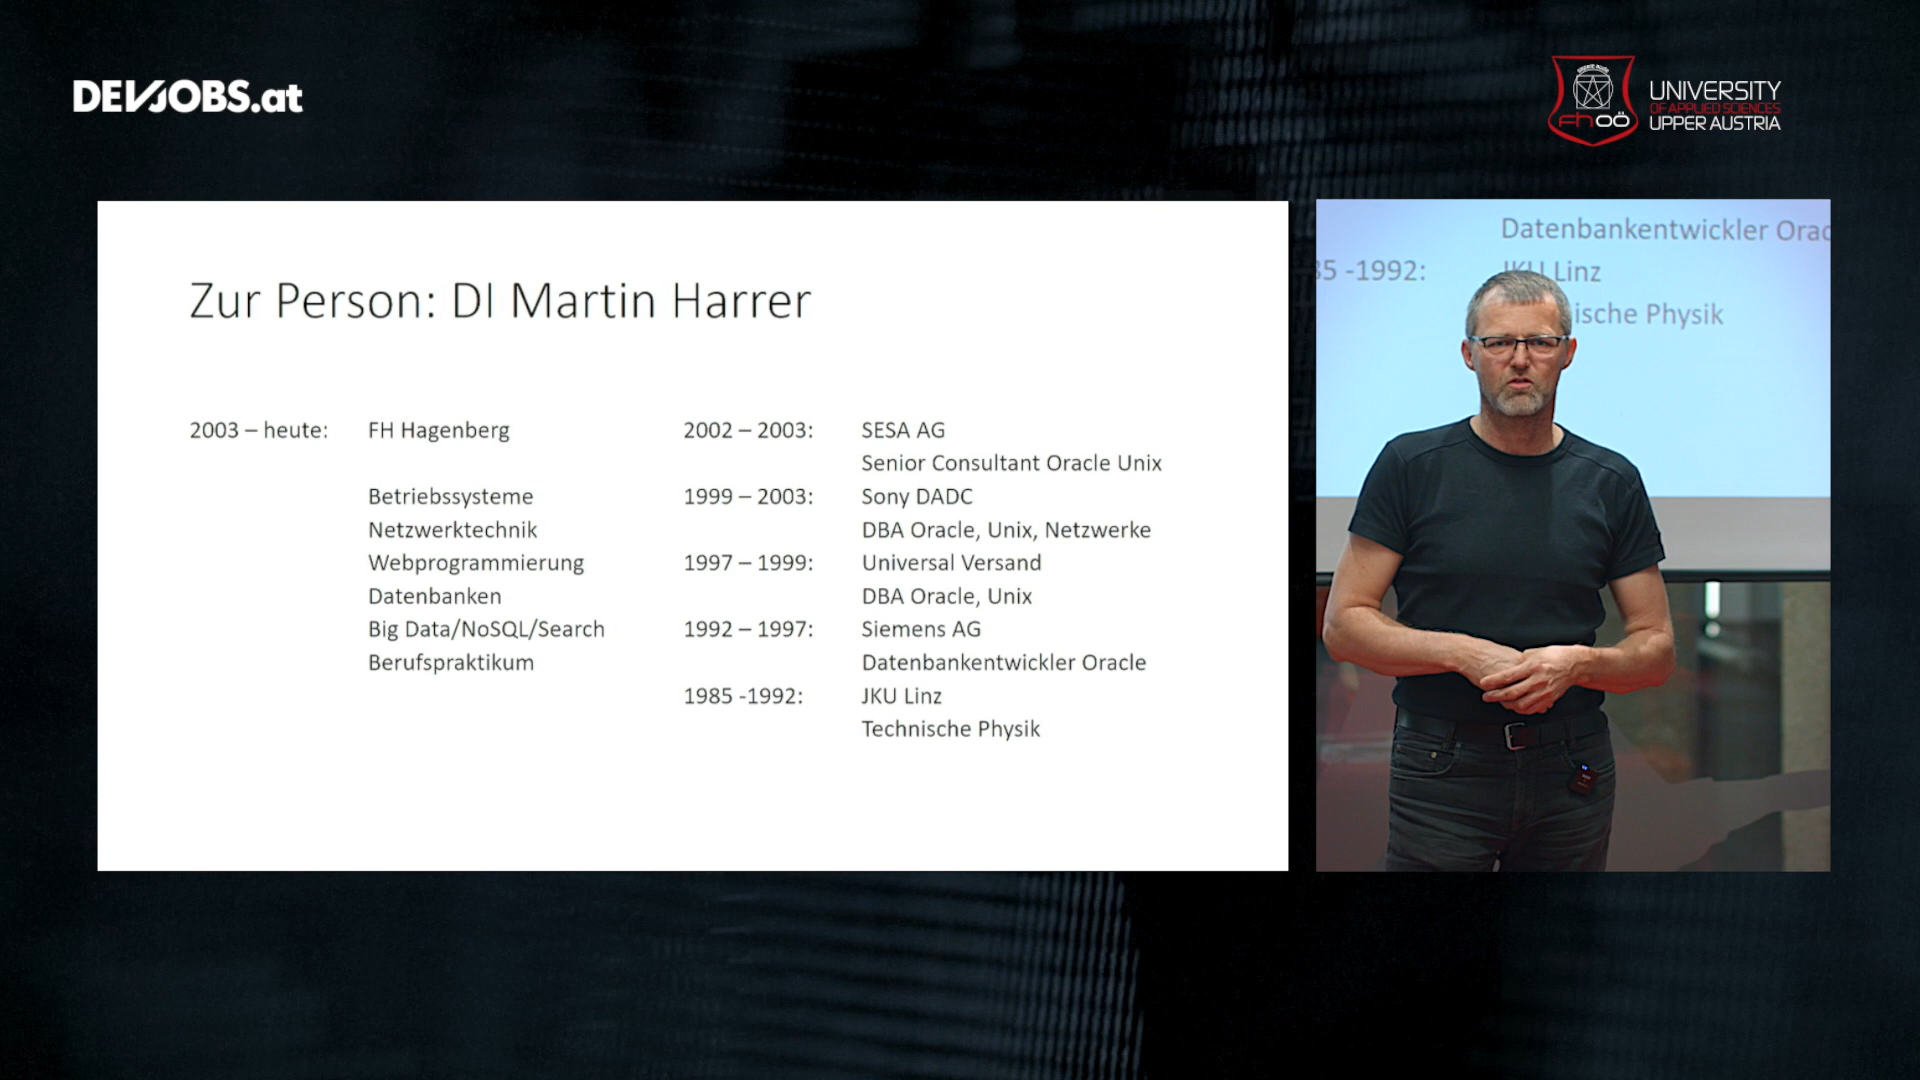 DEVJOBS.at
UNIVERSITY
OF APPLIED SCIENCES
UPPER AUSTRIA
fhoö
Zur Person: DI Martin Harrer
2003 – heute:
FH Hagenberg
Betriebssysteme
Netzwerktechnik
Webprogrammierung
Datenbanken
Big Data/NoSQL/Search
Berufspraktikum
2002 – 2003:
SESA AG
Senior Consultant Oracle Unix
1999 – 2003:
Sony DADC
DBA Oracle, Unix, Netzwerke
1997 – 1999:
Universal Versand
DBA Oracle, Unix
1992 – 1997:
Siemens AG
Datenbankentwickler Oracle
1985 -1992:
JKU Linz
Technische Physik
Datenbankentwickler Orac
35 -1992:
JKU Linz
ische Physik